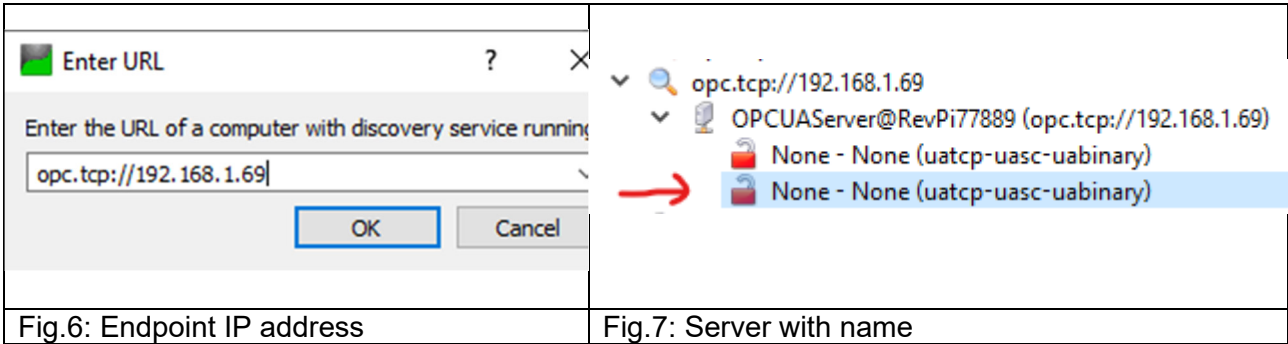 Enter URL
?
Enter the URL of a computer with discovery service running
opc.tcp://192.168.1.69
OK
Cancel
opc.tcp://192.168.1.69
OPCUAServer@RevPi77889 (opc.tcp://192.168.1.69)
None - None (uatcp-uasc-uabinary)
None - None (uatcp-uasc-uabinary)
Fig.6: Endpoint IP address
Fig.7: Server with name